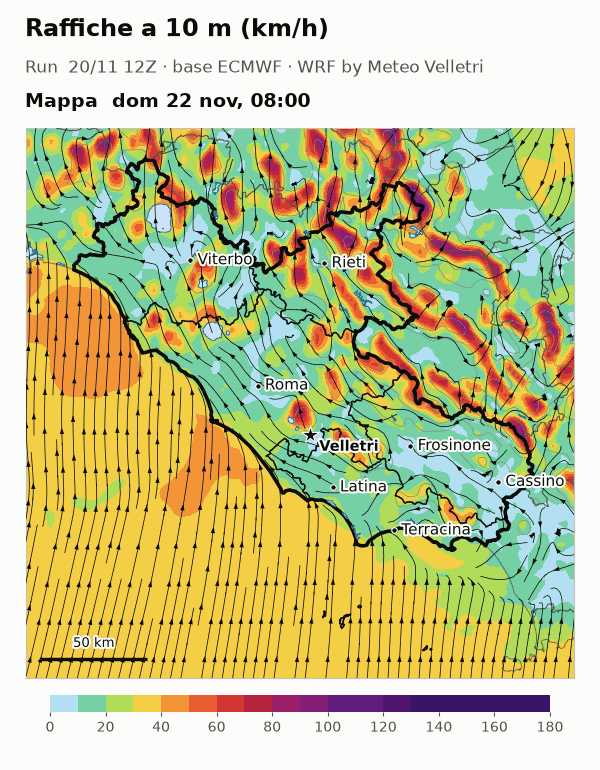 Raffiche a 10 m (km/h)
Run  20/11 12Z · base ECMWF · WRF by Meteo Velletri
Mappa  dom 22 nov, 08:00
Viterbo
Rieti
Roma
Velletri
Frosinone
Cassino
Latina
Terracina
50 km
0 20 40 60 80 100 120 140 160 180